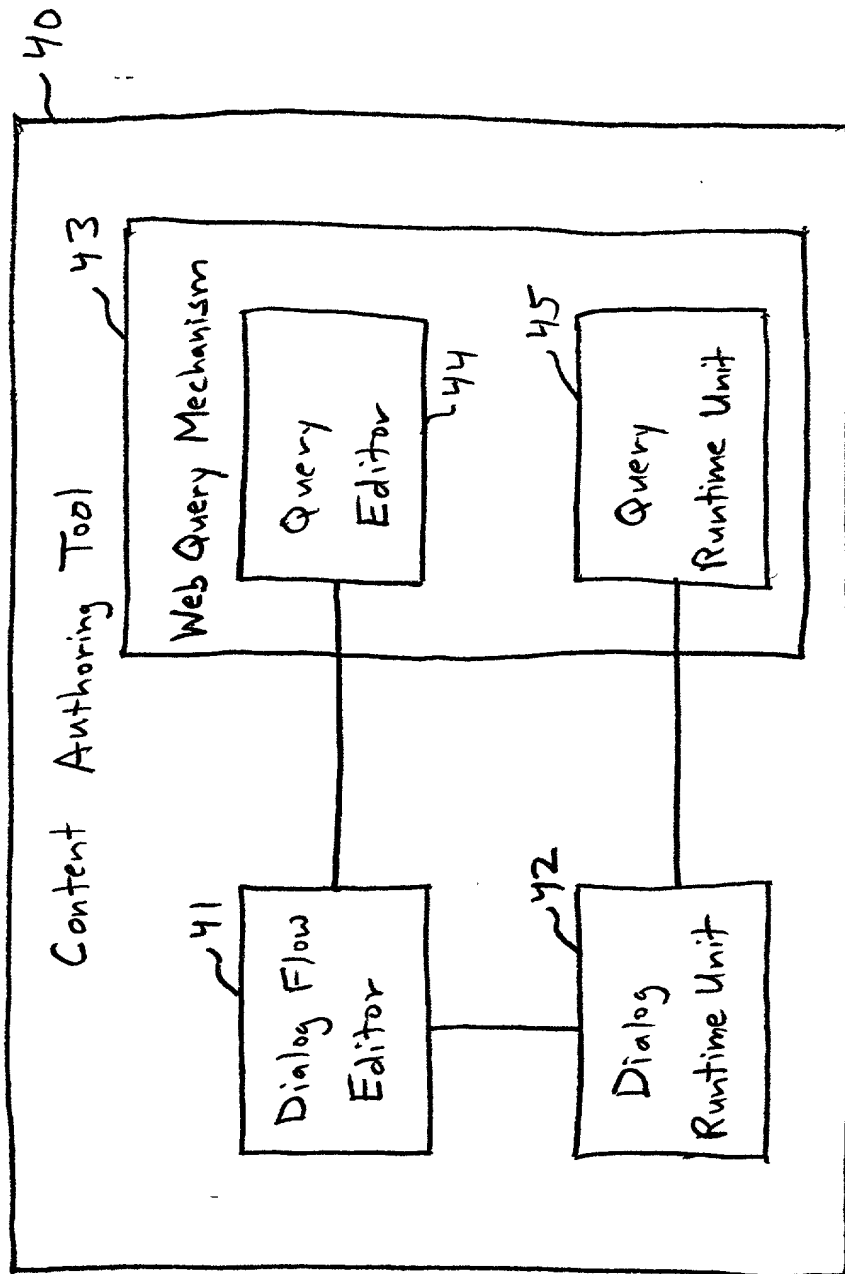 40
Content Authoring Tool
43
Web Query Mechanism
41
Dialog Flow
Editor
Query
Editor
44
42
Dialog
Runtime Unit
45
Query
Runtime Unit